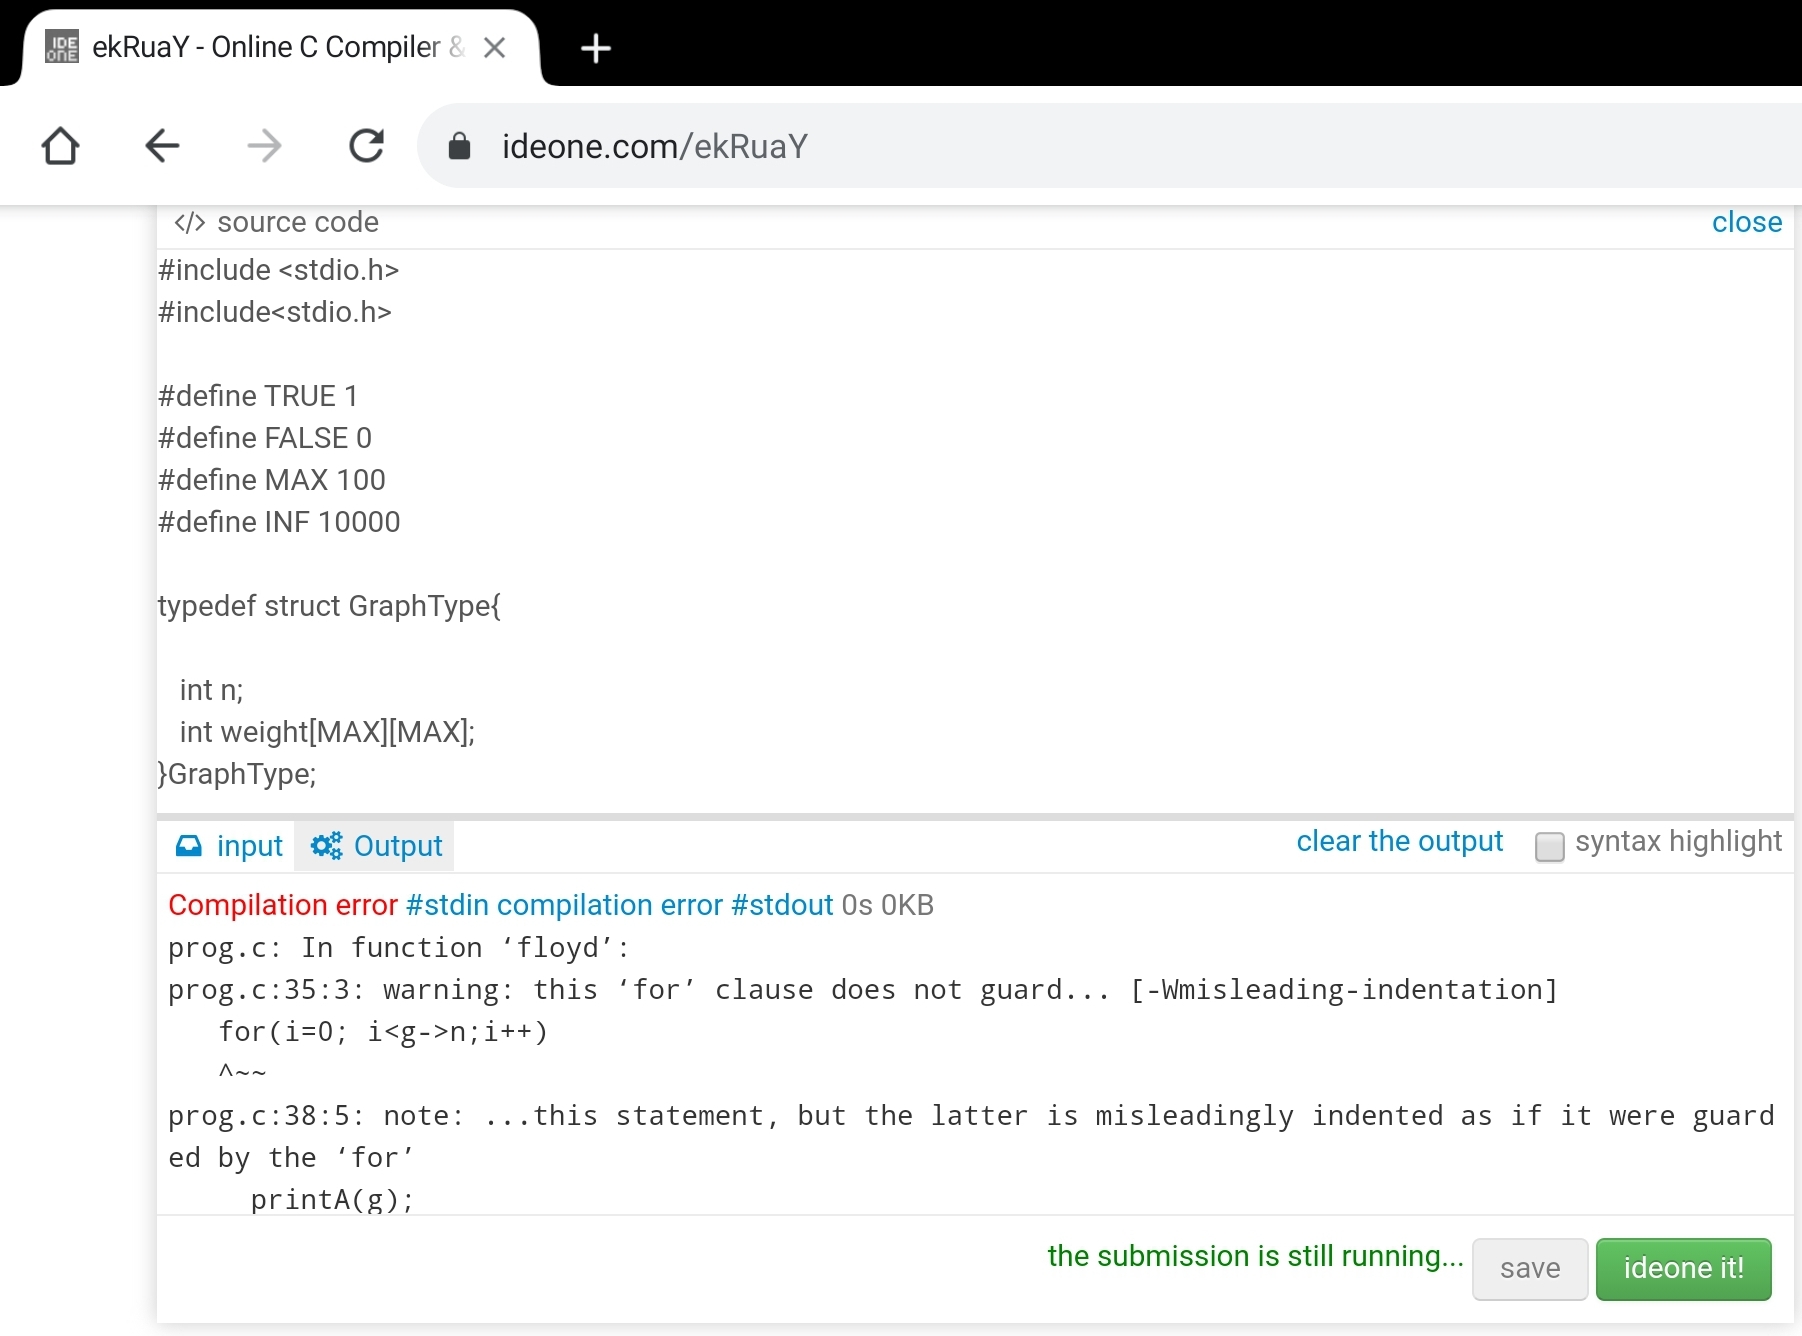 IDE
ONE
ekRuaY - Online C Compiler &
ideone.com/ekRuaY
</> source code
close
#include <stdio.h>
#include<stdio.h>
#define TRUE 1
#define FALSE 0
#define MAX 100
#define INF 10000
typedef struct GraphType{
int n;
int weight[MAX][MAX];
}GraphType;
input Output
clear the output syntax highlight
Compilation error #stdin compilation error #stdout 0s 0KB
prog.c: In function ‘floyd’:
prog.c:35:3: warning: this ‘for’ clause does not guard... [-Wmisleading-indentation]
for(i=0; i<g->n;i++)
^~~
prog.c:38:5: note: ...this statement, but the latter is misleadingly indented as if it were guard
ed by the ‘for’
printA(g);
the submission is still running... save ideone it!